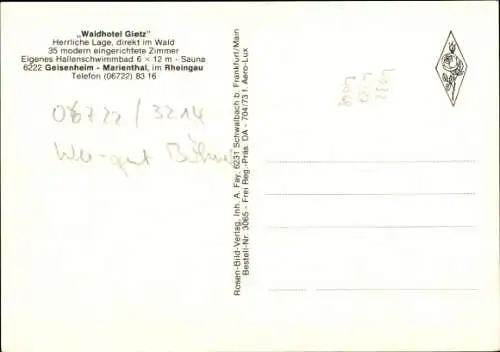 „Waldhotel Gietz"
Herrliche Lage, direkt im Wald
35 modern eingerichtete Zimmer
Eigenes Hallenschwimmbad 6 × 12 m - Sauna
6222 Geisenheim - Marienthal, im Rheingau
Telefon (06722) 83 16
06722 / 3214
Rosen-Bild-Verlag, Inh. A. Fay, 6231 Schwalbach b. Frankfurt/Main
Bestell-Nr. 3065 - Frei Reg.-Präs. DA - 704/73 f. Aero-Lux